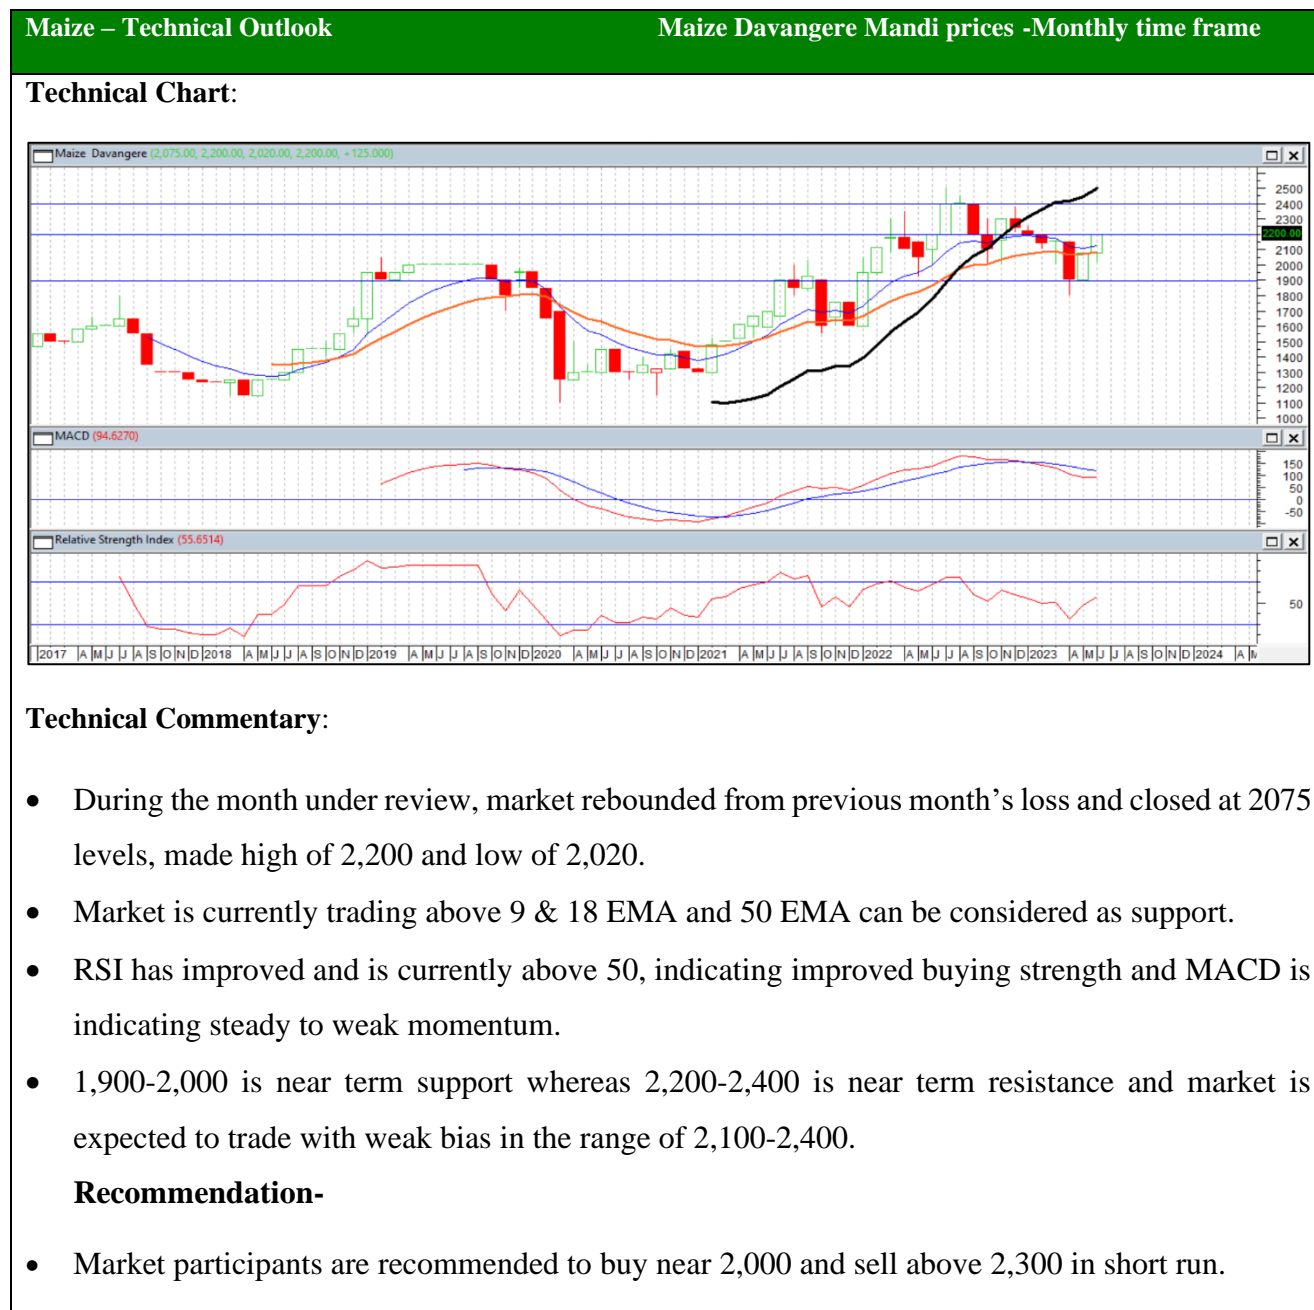 Maize – Technical Outlook Maize Davangere Mandi prices -Monthly time frame
Technical Chart:
Maize Davangere (2,075.00, 2,200.00, 2,020.00, 2,200.00, +125.000)
2500
2400
2300
2200.00
2100
2000
1900
1800
1700
1600
1500
1400
1300
1200
1100
1000
MACD (94.6270)
150
100
50
0
-50
Relative Strength Index (55.6514)
50
2017 A M J J A S O N D 2018 A M J J A S O N D 2019 A M J J A S O N D 2020 A M J J A S O N D 2021 A M J J A S O N D 2022 A M J J A S O N D 2023 A M J J A S O N D 2024 A M
Technical Commentary:
• During the month under review, market rebounded from previous month’s loss and closed at 2075
levels, made high of 2,200 and low of 2,020.
• Market is currently trading above 9 & 18 EMA and 50 EMA can be considered as support.
• RSI has improved and is currently above 50, indicating improved buying strength and MACD is
indicating steady to weak momentum.
• 1,900-2,000 is near term support whereas 2,200-2,400 is near term resistance and market is
expected to trade with weak bias in the range of 2,100-2,400.
Recommendation-
• Market participants are recommended to buy near 2,000 and sell above 2,300 in short run.